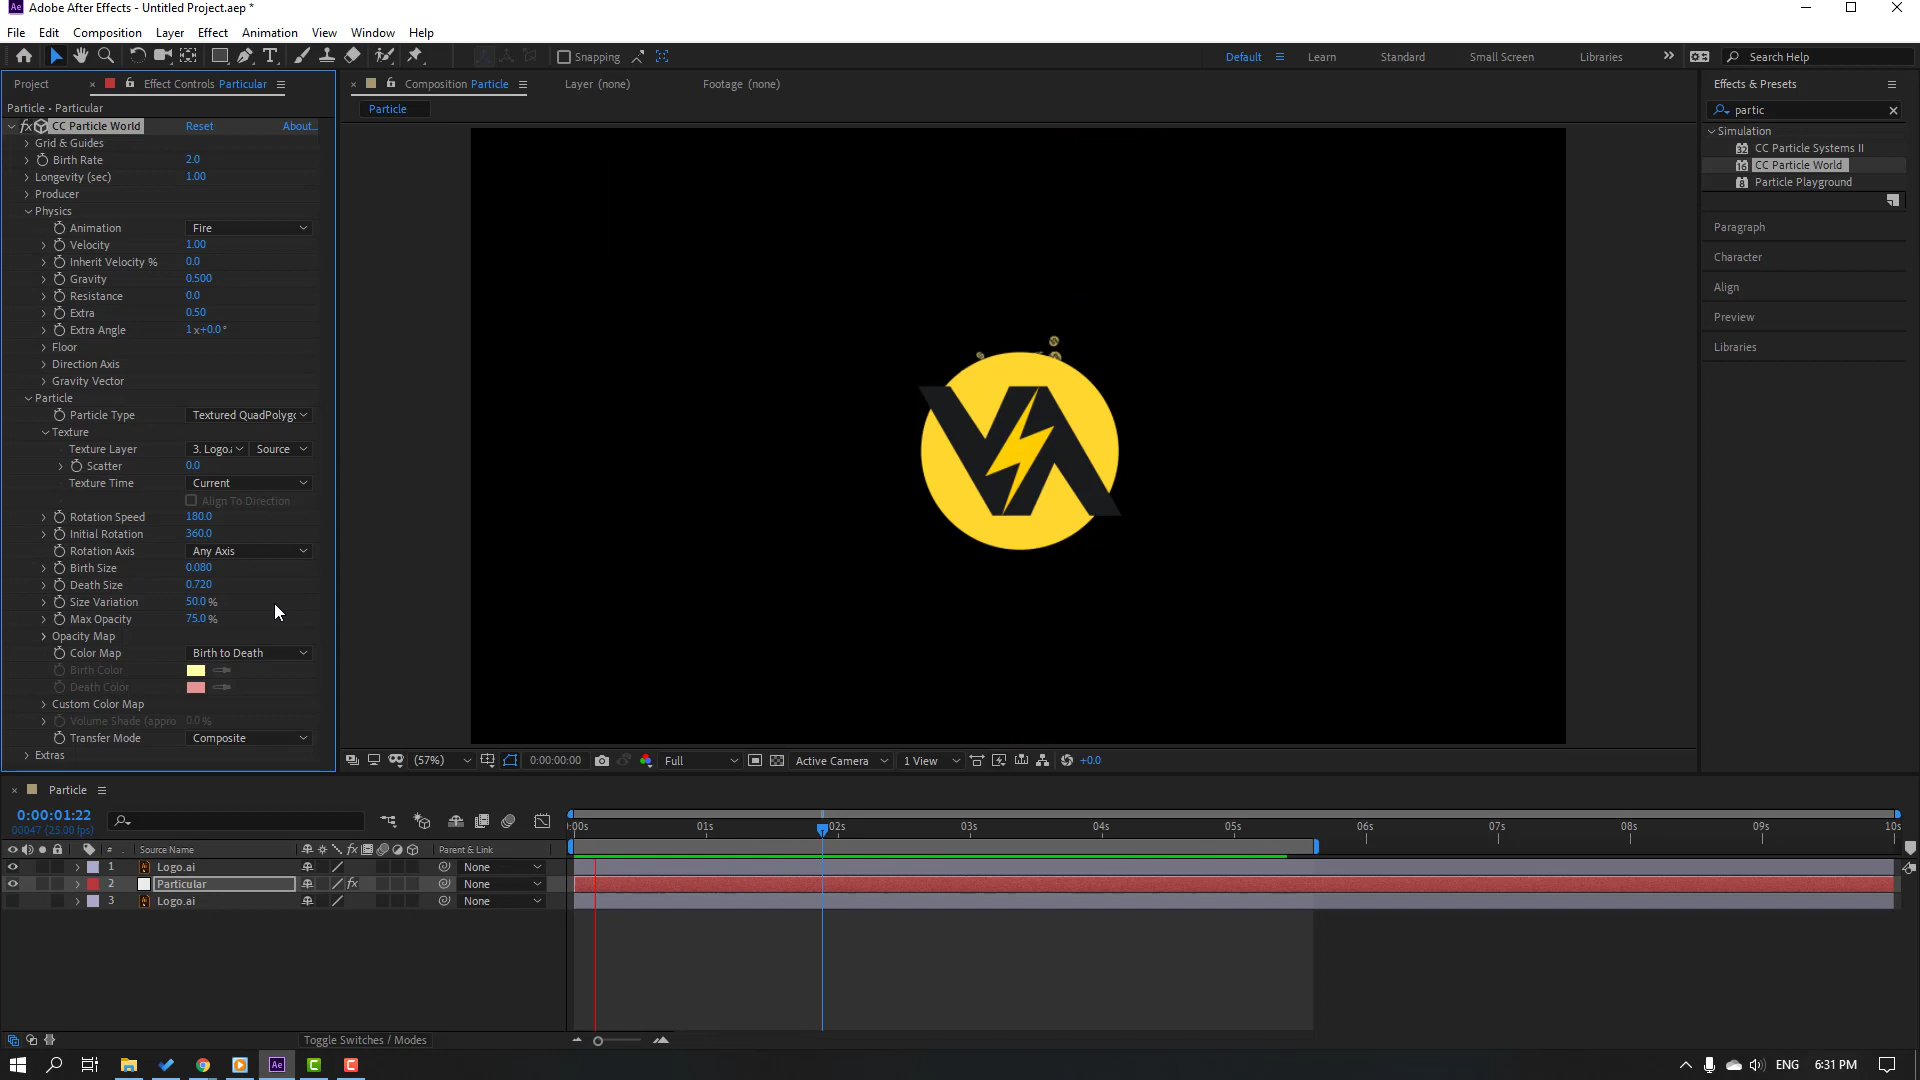 Adobe After Effects - Untitled Project.aep *
File Edit Composition Layer Effect Animation View Window Help
Snapping Default Learn Standard Small Screen Libraries Search Help
Project Effect Controls Particular
Composition Particle Layer (none) Footage (none)
Effects & Presets
Particle • Particular
Particle
partic
CC Particle World Reset About...
Simulation
Grid & Guides
CC Particle Systems II
Birth Rate 2.0
CC Particle World
Longevity (sec) 1.00
Particle Playground
Producer
Physics
Animation Fire
Paragraph
Velocity 1.00
Character
Inherit Velocity % 0.0
Gravity 0.500
Align
Resistance 0.0
Extra 0.50
Preview
Extra Angle 1x+0.0°
Floor
Libraries
Direction Axis
Gravity Vector
Particle
Particle Type Textured QuadPolygo
Texture
Texture Layer 3. Logo. Source
Scatter 0.0
Texture Time Current
Align To Direction
Rotation Speed 180.0
Initial Rotation 360.0
Rotation Axis Any Axis
Birth Size 0.080
Death Size 0.720
Size Variation 50.0 %
Max Opacity 75.0 %
Opacity Map
Color Map Birth to Death
Birth Color
Death Color
Custom Color Map
Volume Shade (appro 0.0 %
Transfer Mode Composite
Extras
(57%) 0:00:00:00 Full Active Camera 1 View +0.0
Particle
0:00:01:22
00047 (25.00 fps)
:00s 01s 02s 03s 04s 05s 06s 07s 08s 09s 10s
# . Source Name fx Parent & Link
1 Logo.ai None
2 Particular fx None
3 Logo.ai None
Toggle Switches / Modes
Ae ENG 6:31 PM